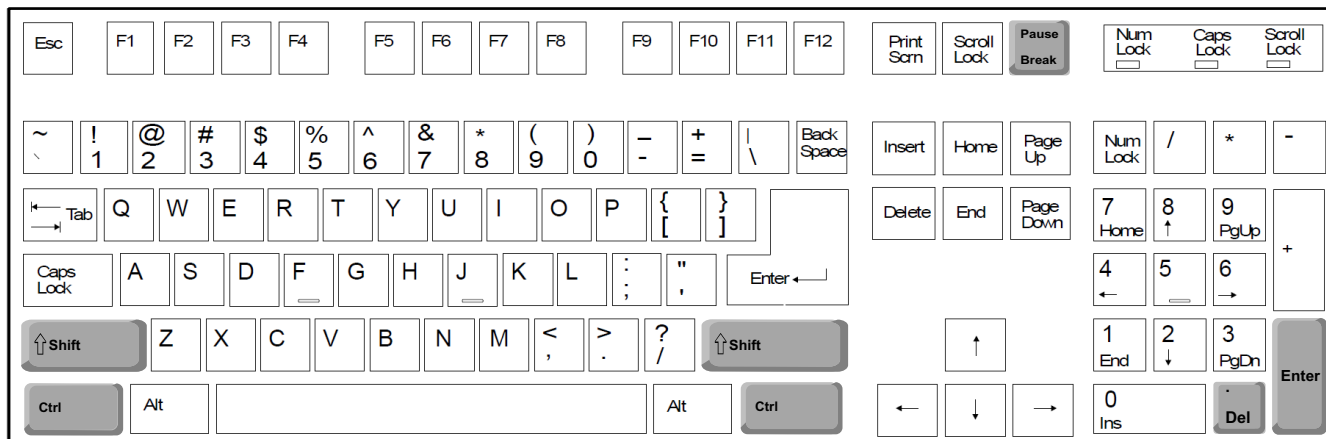 Esc F1 F2 F3 F4 F5 F6 F7 F8 F9 F10 F11 F12 Print Scrn Scroll Lock Pause Break Num Lock Caps Lock Scroll Lock
~ ` ! 1 @ 2 # 3 $ 4 % 5 ^ 6 & 7 * 8 ( 9 ) 0 _ - + = | \ Back Space Insert Home Page Up Num Lock / * -
Tab Q W E R T Y U I O P { [ } ] Delete End Page Down 7 Home 8 ↑ 9 PgUp +
Caps Lock A S D F G H J K L : ; " ' Enter ← 4 ← 5 6 →
⇧ Shift Z X C V B N M < , > . ? / ⇧ Shift ↑ 1 End 2 ↓ 3 PgDn Enter
Ctrl Alt Alt Ctrl ← ↓ → 0 Ins . Del